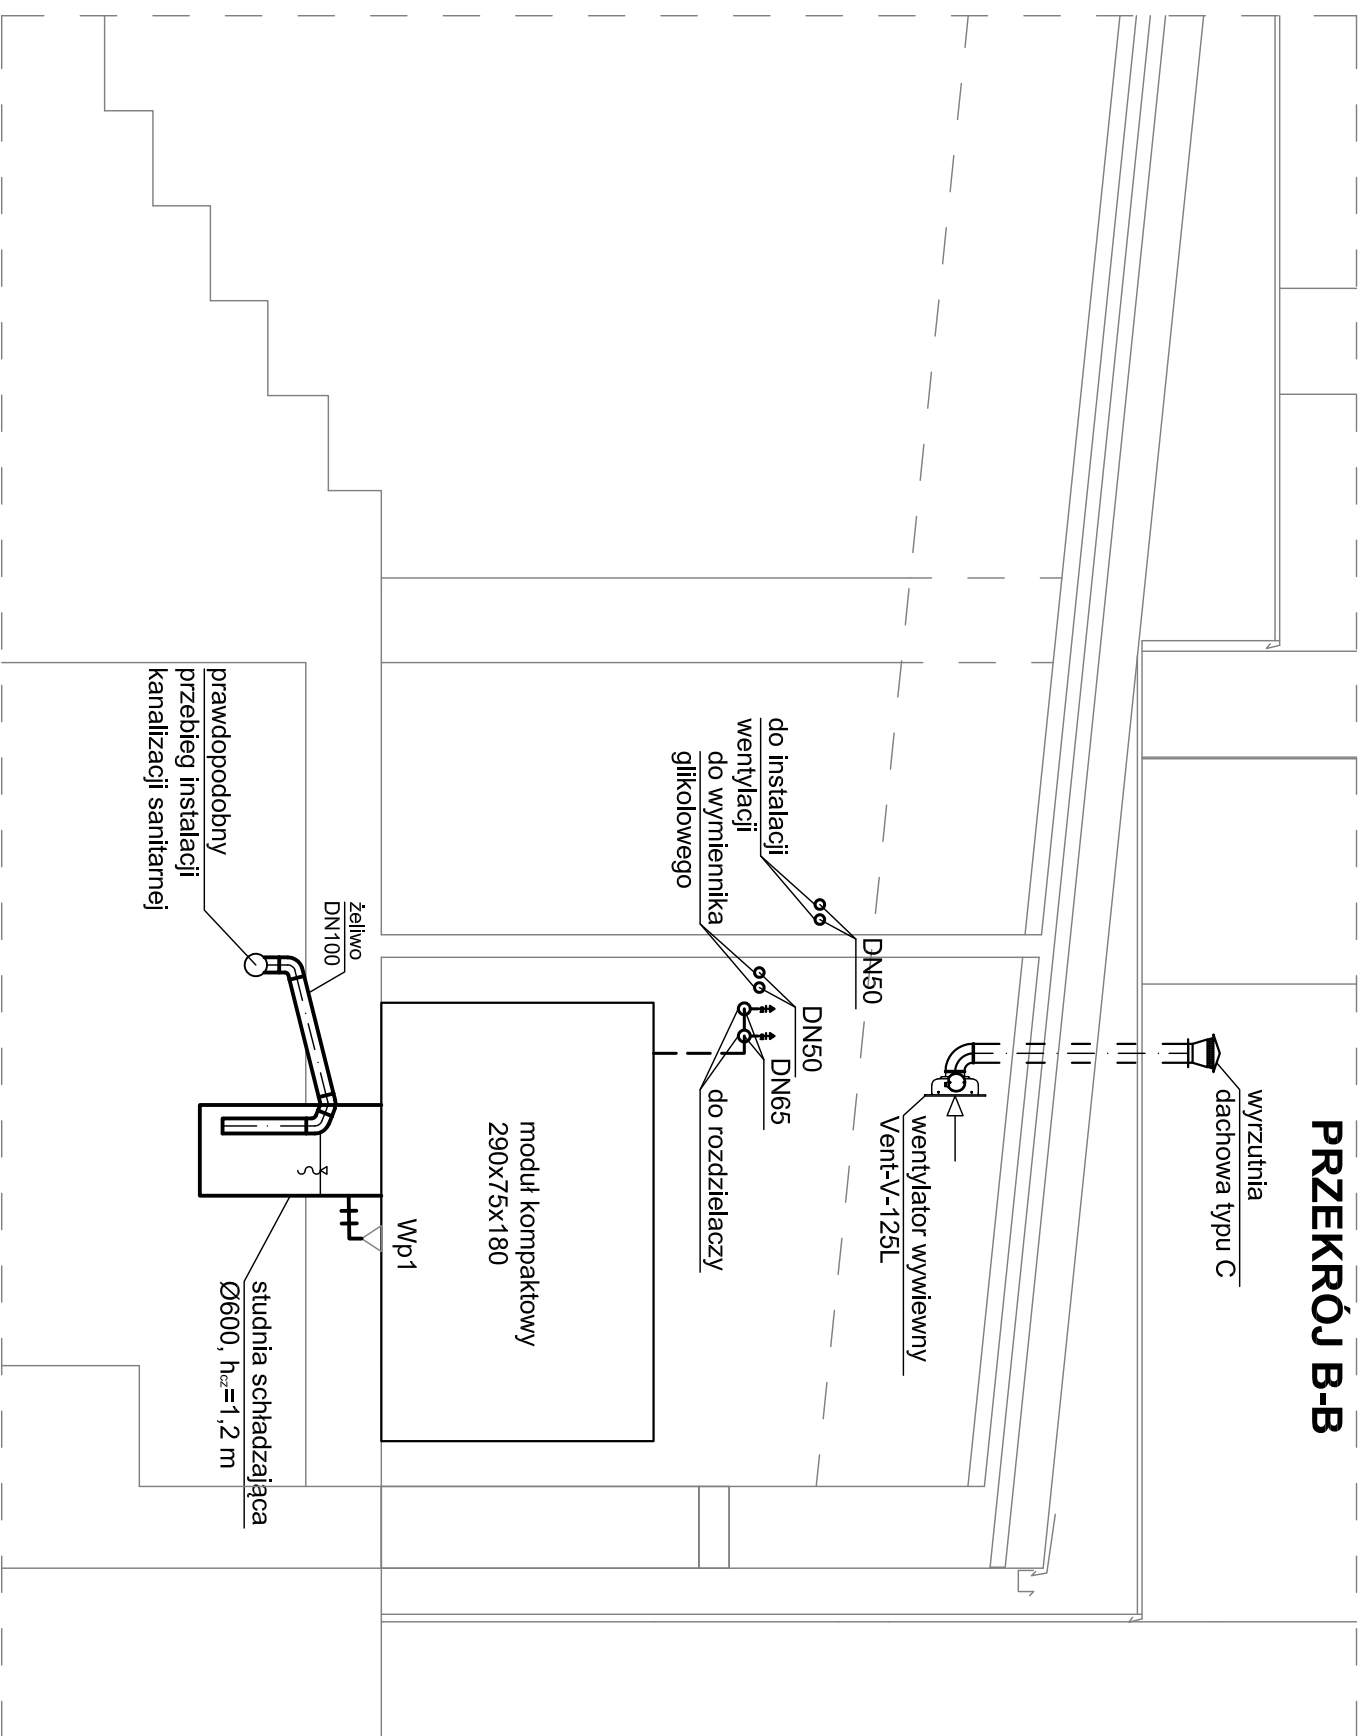 PRZEKRÓJ B-B
wyrzutnia
dachowa typu C
wentylator wywiewny
Vent-V-125L
DN50
do instalacji
wentylacji
DN50
do wymiennika
glikolowego
DN65
do rozdzielaczy
moduł kompaktowy
290x75x180
Wp1
żeliwo
DN100
prawdopodobny
przebieg instalacji
kanalizacji sanitarnej
studnia schładzająca
Ø600, hcz=1,2 m